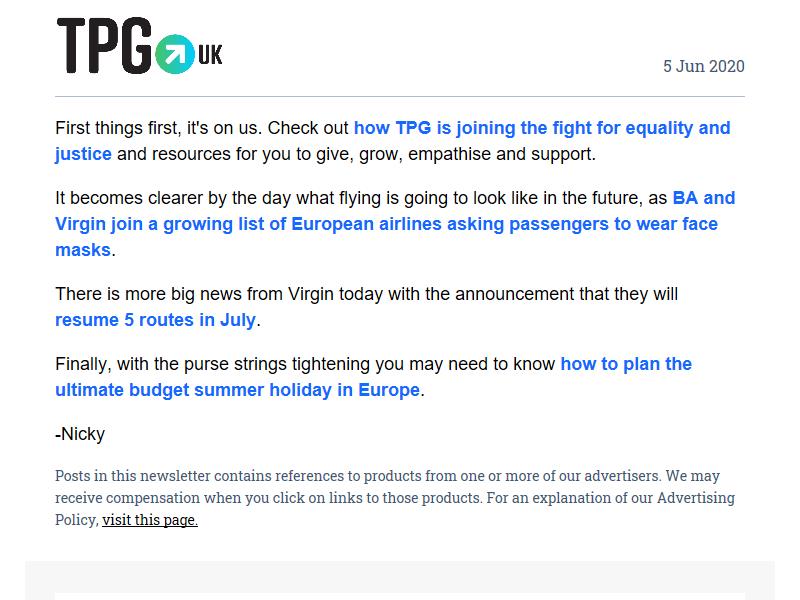 TPG UK
5 Jun 2020
First things first, it's on us. Check out how TPG is joining the fight for equality and
justice and resources for you to give, grow, empathise and support.
It becomes clearer by the day what flying is going to look like in the future, as BA and
Virgin join a growing list of European airlines asking passengers to wear face
masks.
There is more big news from Virgin today with the announcement that they will
resume 5 routes in July.
Finally, with the purse strings tightening you may need to know how to plan the
ultimate budget summer holiday in Europe.
-Nicky
Posts in this newsletter contains references to products from one or more of our advertisers. We may
receive compensation when you click on links to those products. For an explanation of our Advertising
Policy, visit this page.